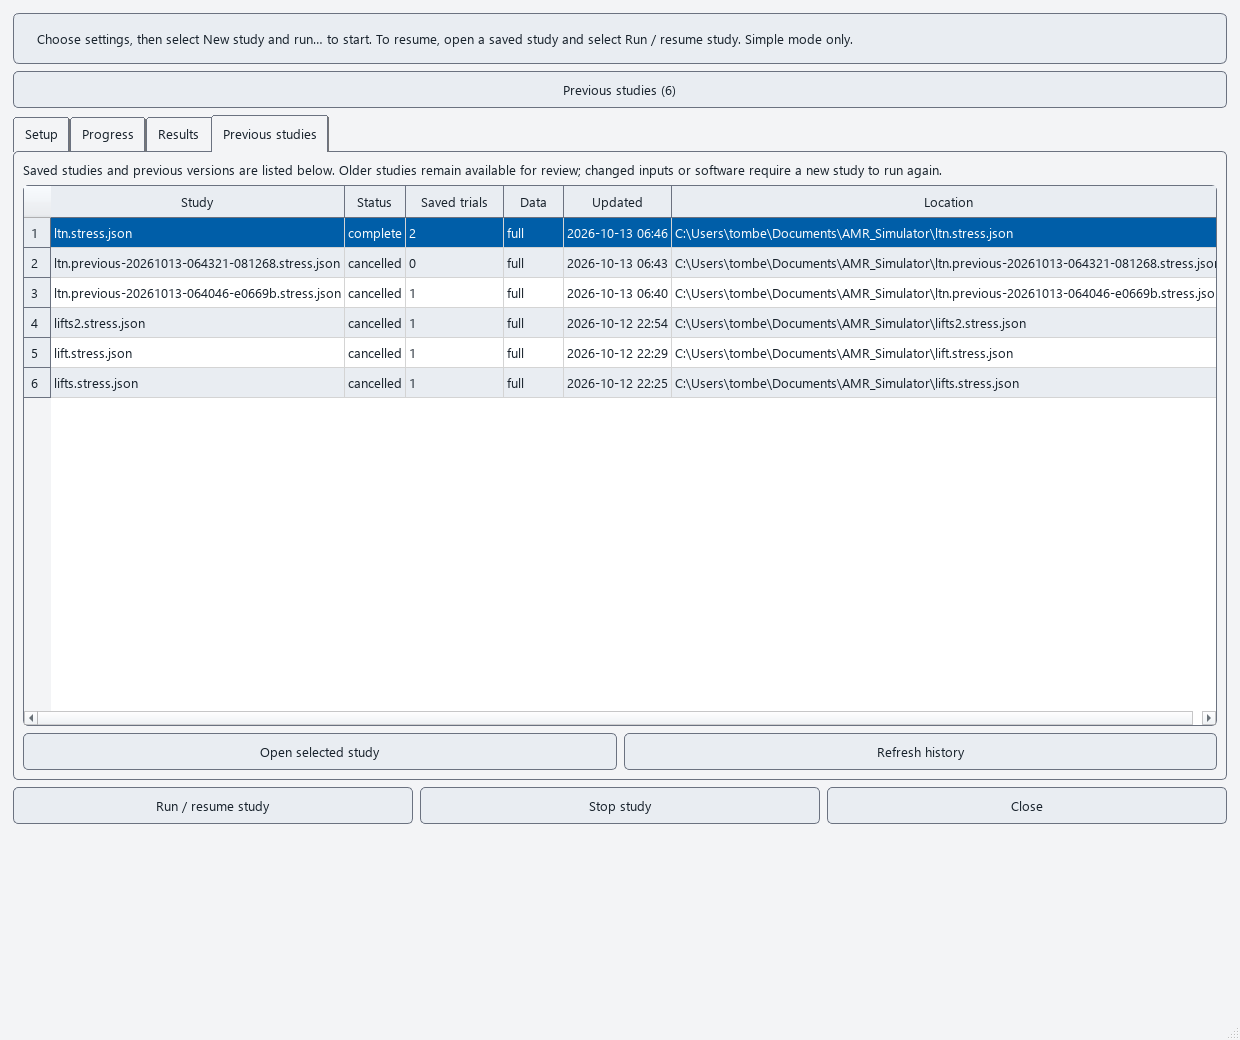 Choose settings, then select New study and run... to start. To resume, open a saved study and select Run / resume study. Simple mode only.
Previous studies (6)
Setup Progress Results Previous studies
Saved studies and previous versions are listed below. Older studies remain available for review; changed inputs or software require a new study to run again.
Study Status Saved trials Data Updated Location
1 ltn.stress.json complete 2 full 2026-10-13 06:46 C:\Users\tombe\Documents\AMR_Simulator\ltn.stress.json
2 ltn.previous-20261013-064321-081268.stress.json cancelled 0 full 2026-10-13 06:43 C:\Users\tombe\Documents\AMR_Simulator\ltn.previous-20261013-064321-081268.stress.json
3 ltn.previous-20261013-064046-e0669b.stress.json cancelled 1 full 2026-10-13 06:40 C:\Users\tombe\Documents\AMR_Simulator\ltn.previous-20261013-064046-e0669b.stress.jso
4 lifts2.stress.json cancelled 1 full 2026-10-12 22:54 C:\Users\tombe\Documents\AMR_Simulator\lifts2.stress.json
5 lift.stress.json cancelled 1 full 2026-10-12 22:29 C:\Users\tombe\Documents\AMR_Simulator\lift.stress.json
6 lifts.stress.json cancelled 1 full 2026-10-12 22:25 C:\Users\tombe\Documents\AMR_Simulator\lifts.stress.json
Open selected study Refresh history
Run / resume study Stop study Close